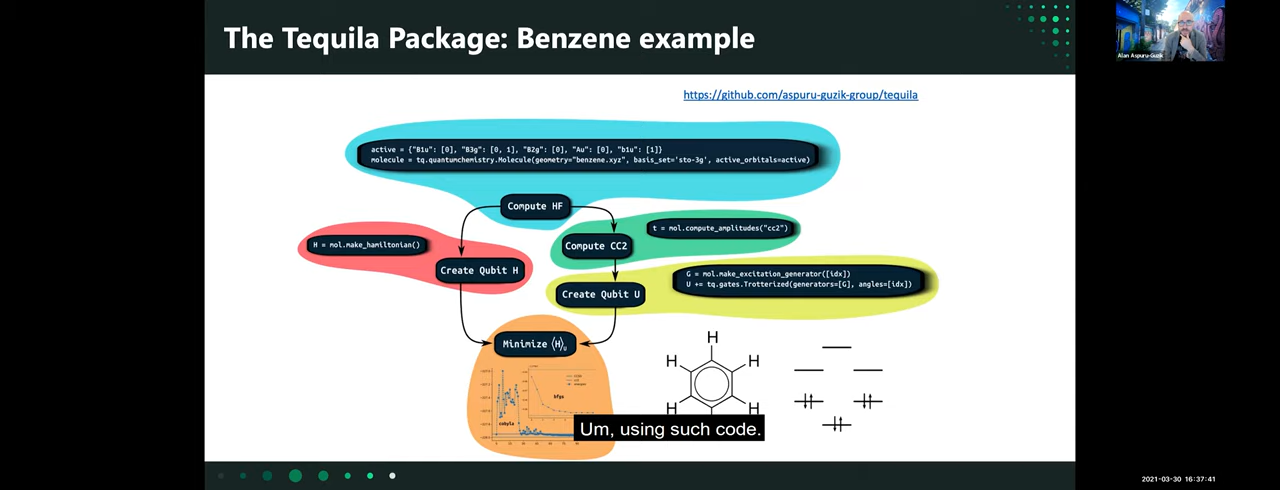 The Tequila Package: Benzene example
Alan Aspuru-Guzik
https://github.com/aspuru-guzik-group/tequila
active = {"B1u": [0], "B3g": [0, 1], "B2g": [0], "Au": [0], "b1u": [1]}
molecule = tq.quantumchemistry.Molecule(geometry="benzene.xyz", basis_set='sto-3g', active_orbitals=active)
Compute HF
t = mol.compute_amplitudes("cc2")
H = mol.make_hamiltonian()
Compute CC2
Create Qubit H
G = mol.make_excitation_generator([idx])
U += tq.gates.Trotterized(generators=[G], angles=[idx])
Create Qubit U
Minimize ⟨H⟩U
H
H H
H H
bfgs
cobyla
Um, using such code.
2021-03-30 16:37:41